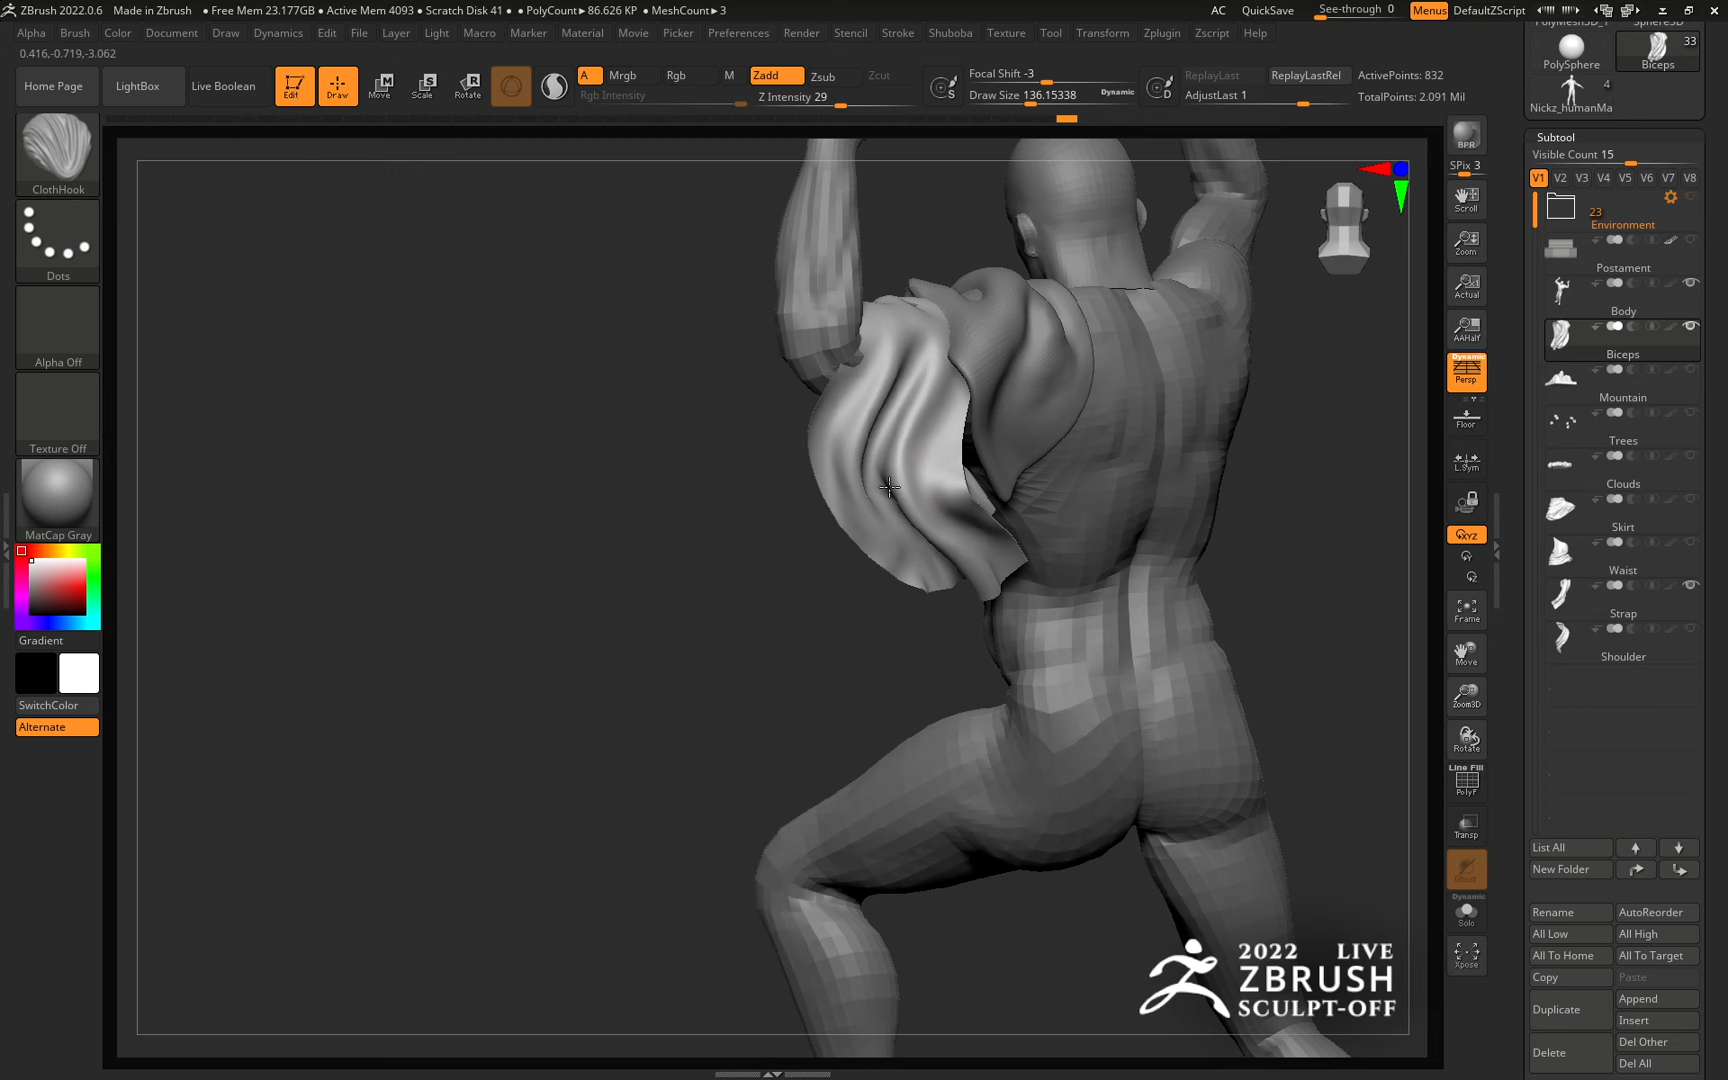 ZBrush 2022.0.6 Made in Zbrush • Free Mem 23.177GB • Active Mem 4093 • Scratch Disk 41 • • PolyCount► 86.626 KP • MeshCount► 3 AC QuickSave See-through 0 Menus DefaultZScript
Alpha Brush Color Document Draw Dynamics Edit File Layer Light Macro Marker Material Movie Picker Preferences Render Stencil Stroke Shuboba Texture Tool Transform Zplugin Zscript Help
0.416,-0.719,-3.062
Home Page LightBox Live Boolean Edit Draw Move Scale Rotate
A Mrgb Rgb M Zadd Zsub Zcut
Rgb Intensity Z Intensity 29
S Focal Shift -3
Draw Size 136.15338 Dynamic
D ReplayLast ReplayLastRel ActivePoints: 832
AdjustLast 1 TotalPoints: 2.091 Mil
ClothHook
Dots
Alpha Off
Texture Off
MatCap Gray
Gradient
SwitchColor
Alternate
BPR
SPix 3
Scroll
Zoom
Actual
AAHalf
Dynamic
Persp
Floor
L.Sym
XYZ
Y
Z
Frame
Move
Zoom3D
Rotate
Line Fill
PolyF
Transp
Ghost
Dynamic
Solo
Xpose
2022 LIVE
ZBRUSH
SCULPT-OFF
PolyMesh3D_1 Sphere3D
33
PolySphere Biceps
4
Nickz_humanMa
Subtool
Visible Count 15
V1 V2 V3 V4 V5 V6 V7 V8
23
Environment
Postament
Body
Biceps
Mountain
Trees
Clouds
Skirt
Waist
Strap
Shoulder
List All
New Folder
Rename AutoReorder
All Low All High
All To Home All To Target
Copy Paste
Duplicate Append
Insert
Delete Del Other
Del All